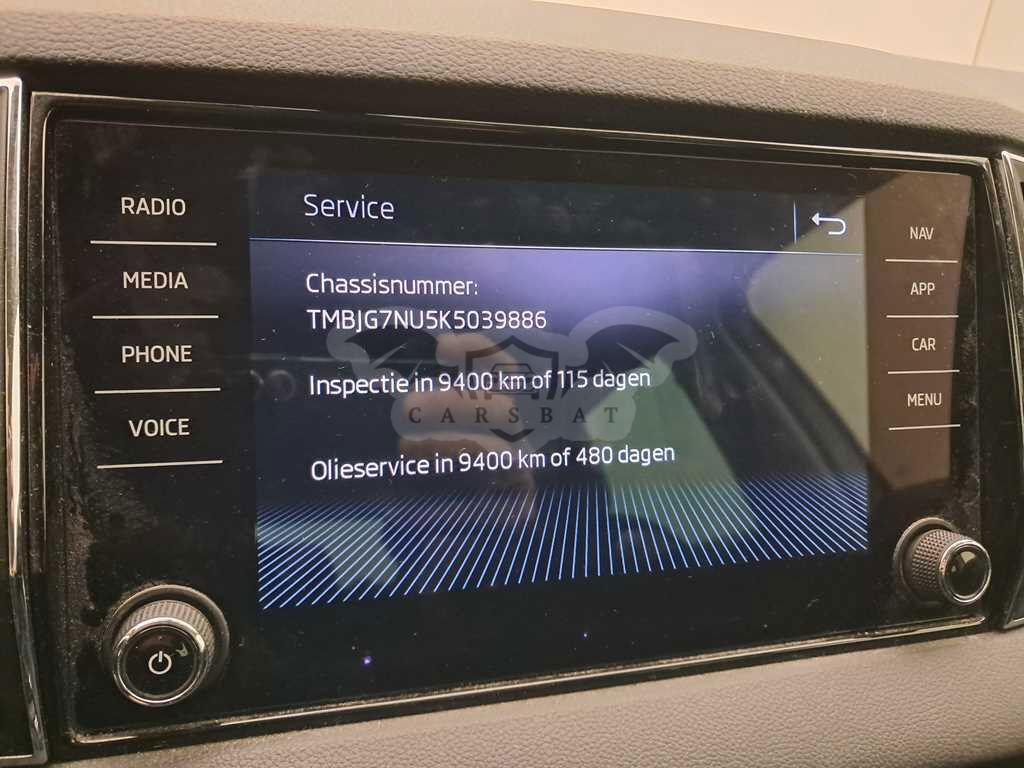 RADIO
MEDIA
PHONE
VOICE
Service
Chassisnummer:
TMBJG7NU5K5039886
Inspectie in 9400 km of 115 dagen
CARSBAT
Olieservice in 9400 km of 480 dagen
NAV
APP
CAR
MENU